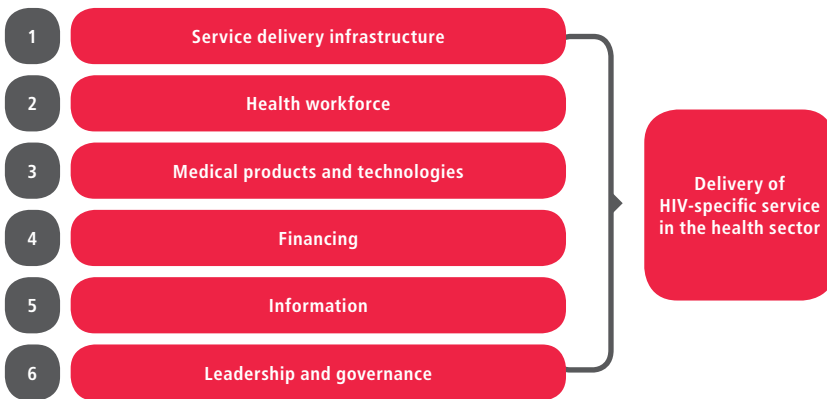 1 Service delivery infrastructure
2 Health workforce
3 Medical products and technologies
4 Financing
5 Information
6 Leadership and governance
Delivery of
HIV-specific service
in the health sector